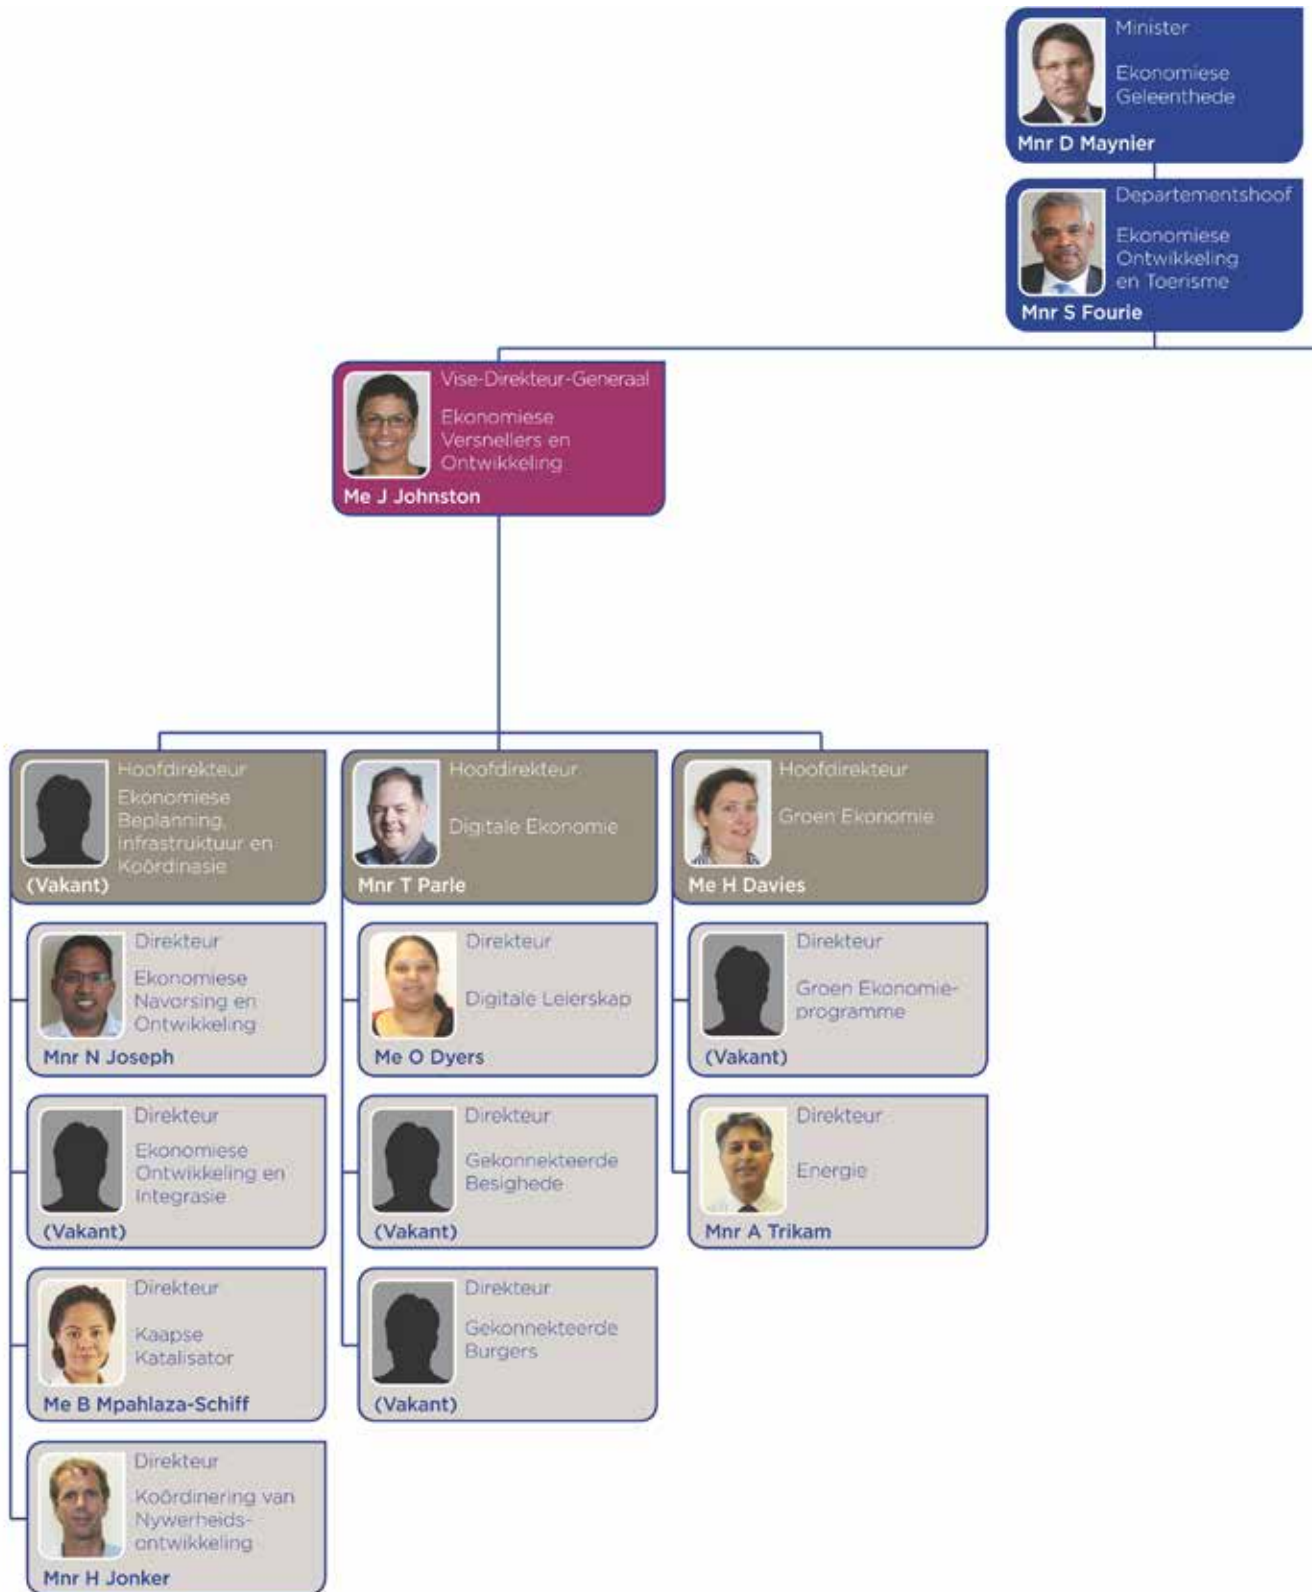 Minister
Ekonomiese
Geleenthede
Mnr D Maynier
Departementshoof
Ekonomiese
Ontwikkeling
en Toerisme
Mnr S Fourie
Vise-Direkteur-Generaal
Ekonomiese
Versnellers en
Ontwikkeling
Me J Johnston
Hoofdirekteur
Ekonomiese
Beplanning,
Infrastruktuur en
Koördinasie
(Vakant)
Hoofdirekteur
Digitale Ekonomie
Mnr T Parle
Hoofdirekteur
Groen Ekonomie
Me H Davies
Direkteur
Ekonomiese
Navorsing en
Ontwikkeling
Mnr N Joseph
Direkteur
Digitale Leierskap
Me O Dyers
Direkteur
Groen Ekonomie-
programme
(Vakant)
Direkteur
Ekonomiese
Ontwikkeling en
Integrasie
(Vakant)
Direkteur
Gekonnekteerde
Besighede
(Vakant)
Direkteur
Energie
Mnr A Trikam
Direkteur
Kaapse
Katalisator
Me B Mpahlaza-Schiff
Direkteur
Gekonnekteerde
Burgers
(Vakant)
Direkteur
Koördinering van
Nywerheids-
ontwikkeling
Mnr H Jonker